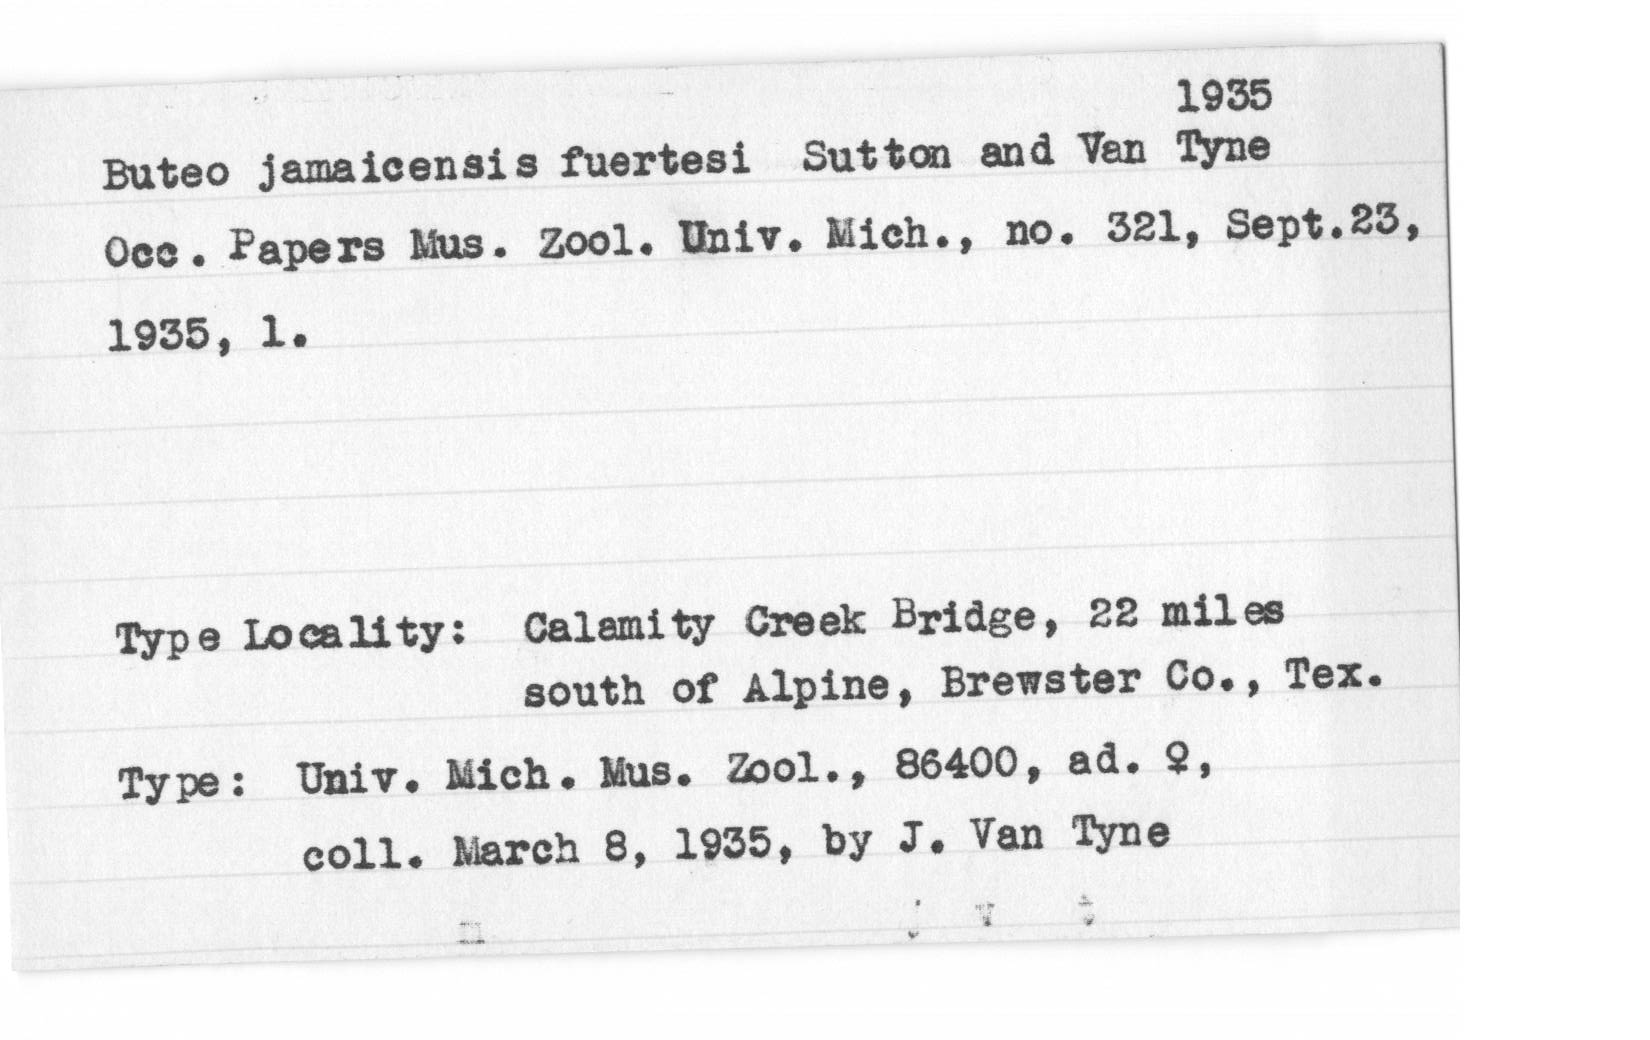 1935
Buteo jamaicensis fuertesi Sutton and Van Tyne
Occ. Papers Mus. Zool. Univ. Mich., no. 321, Sept.23,
1935, 1.
Type Locality: Calamity Creek Bridge, 22 miles
south of Alpine, Brewster Co., Tex.
Type: Univ. Mich. Mus. Zool., 86400, ad. ♀,
coll. March 8, 1935, by J. Van Tyne